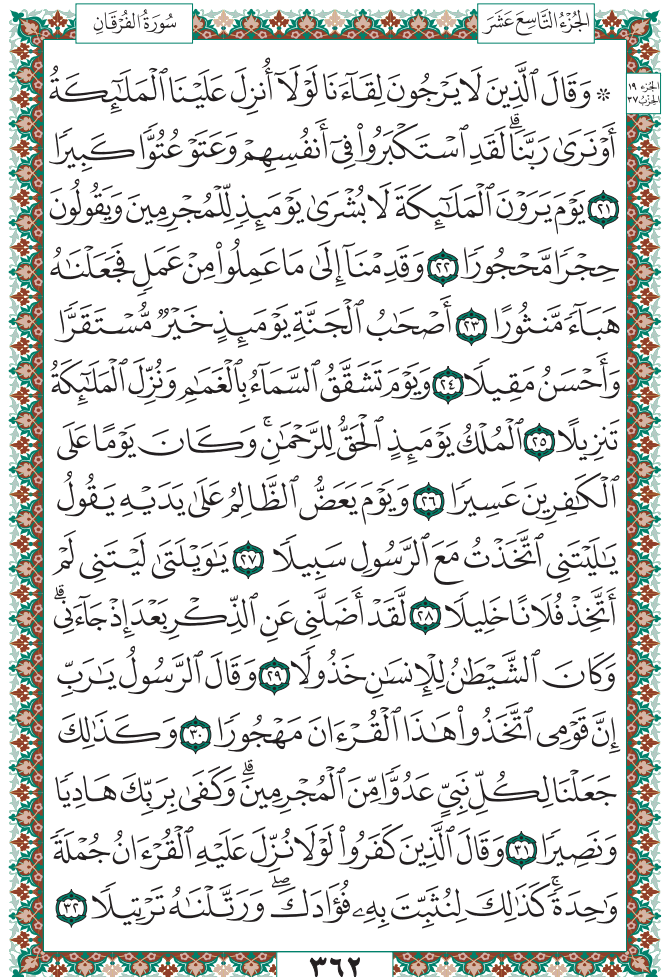 الجُزْءُ التَّاسِعَ عَشَرَ
سُورَةُ الفُرْقَانِ
الجزء ١٩
الحزب ٣٧
۞ وَقَالَ ٱلَّذِينَ لَا يَرْجُونَ لِقَآءَنَا لَوْلَآ أُنزِلَ عَلَيْنَا ٱلْمَلَٰٓئِكَةُ
أَوْ نَرَىٰ رَبَّنَاۗ لَقَدِ ٱسْتَكْبَرُوا۟ فِىٓ أَنفُسِهِمْ وَعَتَوْ عُتُوًّا كَبِيرًا
٢١ يَوْمَ يَرَوْنَ ٱلْمَلَٰٓئِكَةَ لَا بُشْرَىٰ يَوْمَئِذٍ لِّلْمُجْرِمِينَ وَيَقُولُونَ
حِجْرًا مَّحْجُورًا ٢٢ وَقَدِمْنَآ إِلَىٰ مَا عَمِلُوا۟ مِنْ عَمَلٍ فَجَعَلْنَٰهُ
هَبَآءً مَّنثُورًا ٢٣ أَصْحَٰبُ ٱلْجَنَّةِ يَوْمَئِذٍ خَيْرٌ مُّسْتَقَرًّا
وَأَحْسَنُ مَقِيلًا ٢٤ وَيَوْمَ تَشَقَّقُ ٱلسَّمَآءُ بِٱلْغَمَٰمِ وَنُزِّلَ ٱلْمَلَٰٓئِكَةُ
تَنزِيلًا ٢٥ ٱلْمُلْكُ يَوْمَئِذٍ ٱلْحَقُّ لِلرَّحْمَٰنِۚ وَكَانَ يَوْمًا عَلَى
ٱلْكَٰفِرِينَ عَسِيرًا ٢٦ وَيَوْمَ يَعَضُّ ٱلظَّالِمُ عَلَىٰ يَدَيْهِ يَقُولُ
يَٰلَيْتَنِى ٱتَّخَذْتُ مَعَ ٱلرَّسُولِ سَبِيلًا ٢٧ يَٰوَيْلَتَىٰ لَيْتَنِى لَمْ
أَتَّخِذْ فُلَانًا خَلِيلًا ٢٨ لَّقَدْ أَضَلَّنِى عَنِ ٱلذِّكْرِ بَعْدَ إِذْ جَآءَنِىۗ
وَكَانَ ٱلشَّيْطَٰنُ لِلْإِنسَٰنِ خَذُولًا ٢٩ وَقَالَ ٱلرَّسُولُ يَٰرَبِّ
إِنَّ قَوْمِى ٱتَّخَذُوا۟ هَٰذَا ٱلْقُرْءَانَ مَهْجُورًا ٣٠ وَكَذَٰلِكَ
جَعَلْنَا لِكُلِّ نَبِىٍّ عَدُوًّا مِّنَ ٱلْمُجْرِمِينَۗ وَكَفَىٰ بِرَبِّكَ هَادِيًا
وَنَصِيرًا ٣١ وَقَالَ ٱلَّذِينَ كَفَرُوا۟ لَوْلَا نُزِّلَ عَلَيْهِ ٱلْقُرْءَانُ جُمْلَةً
وَٰحِدَةًۚ كَذَٰلِكَ لِنُثَبِّتَ بِهِۦ فُؤَادَكَۖ وَرَتَّلْنَٰهُ تَرْتِيلًا ٣٢
٣٦٢